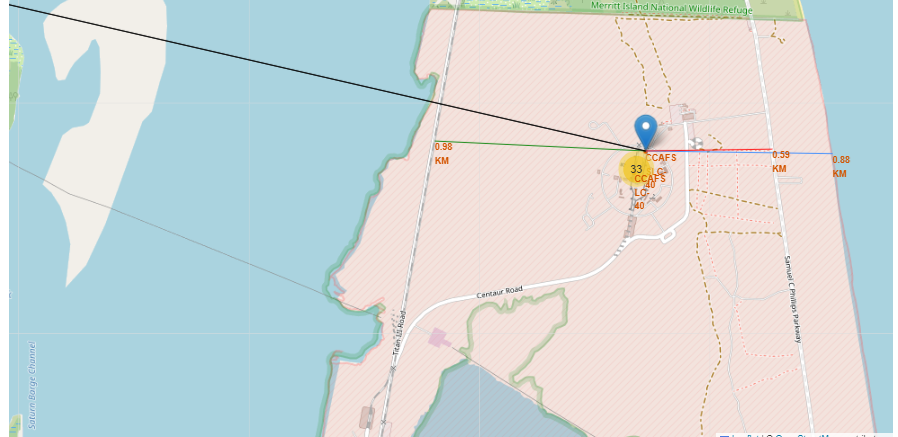 Merritt Island National Wildlife Refuge
0.98
KM
CCAFS
33
CCAFS
40
LC-
40
0.59
KM
0.88
KM
Centaur Road
Titan I-S Road
Samuel C Phillips Parkway
Saturn Barge Channel